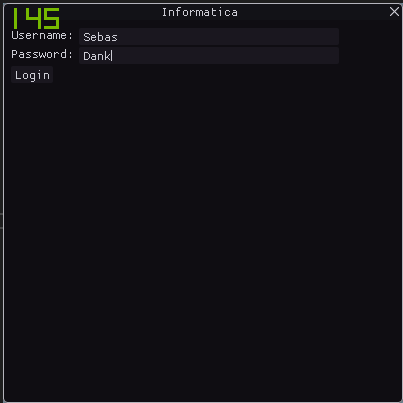 145
Informatica
Username: Sebas
Password: Dank
Login